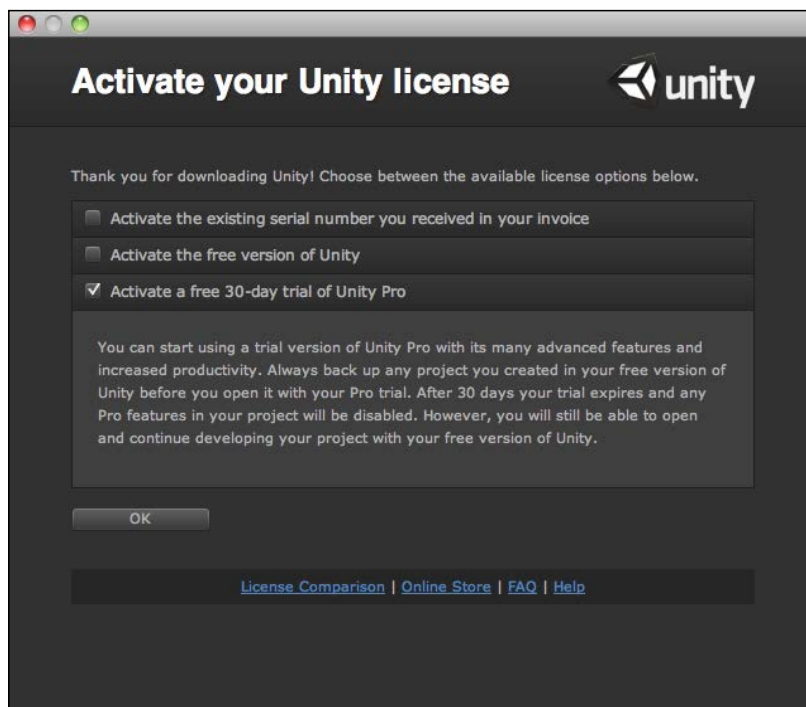 Activate your Unity license
unity
Thank you for downloading Unity! Choose between the available license options below.
Activate the existing serial number you received in your invoice
Activate the free version of Unity
Activate a free 30-day trial of Unity Pro
You can start using a trial version of Unity Pro with its many advanced features and
increased productivity. Always back up any project you created in your free version of
Unity before you open it with your Pro trial. After 30 days your trial expires and any
Pro features in your project will be disabled. However, you will still be able to open
and continue developing your project with your free version of Unity.
OK
License Comparison | Online Store | FAQ | Help